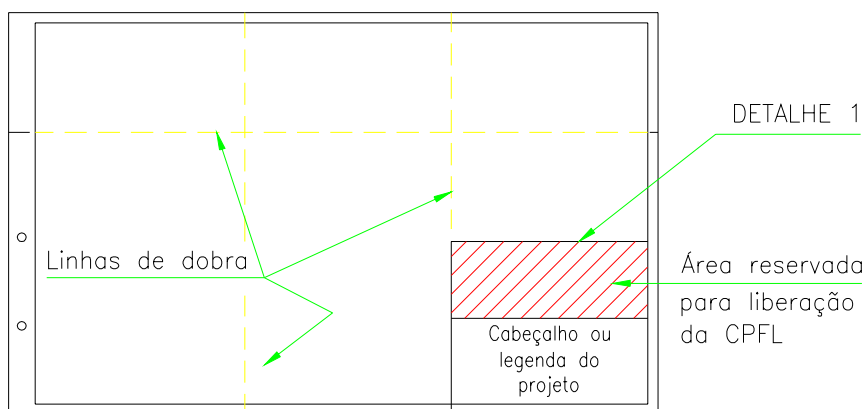 DETALHE 1
Linhas de dobra
Área reservada
para liberação
da CPFL
Cabeçalho ou
legenda do
projeto